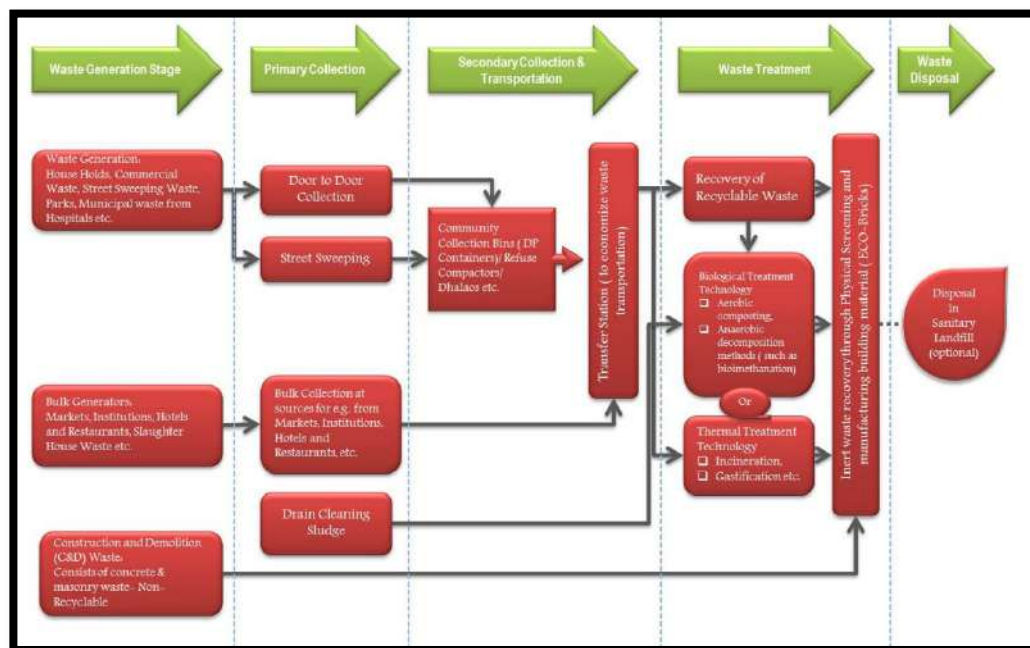 Waste Generation Stage
Primary Collection
Secondary Collection &
Transportation
Waste Treatment
Waste
Disposal
Waste Generation:
House Holds, Commercial
Waste, Street Sweeping Waste,
Parks, Municipal waste from
Hospitals etc.
Door to Door
Collection
Street Sweeping
Community
Collection Bins ( DP
Containers)/ Refuse
Compactors/
Dhalaos etc.
Transfer Station ( to economize waste
transportation)
Recovery of
Recyclable Waste
Biological Treatment
Technology
Aerobic
composting,
Anaerobic
decomposition
methods ( such as
bioimethanation)
Or
Thermal Treatment
Technology
Incineration,
Gastification etc.
Inert waste recovery through Physical Screening and
manufacturing building material ( ECO-Bricks)
Disposal
In
Sanitary
Landfill
(optional)
Bulk Generators:
Markets, Institutions, Hotels
and Restaurants, Slaughter
House Waste etc.
Bulk Collection at
sources for e.g. from
Markets, Institutions,
Hotels and
Restaurants, etc.
Drain Cleaning
Sludge
Construction and Demolition
(C&D) Waste:
Consists of concrete &
masonry waste- Non-
Recyclable